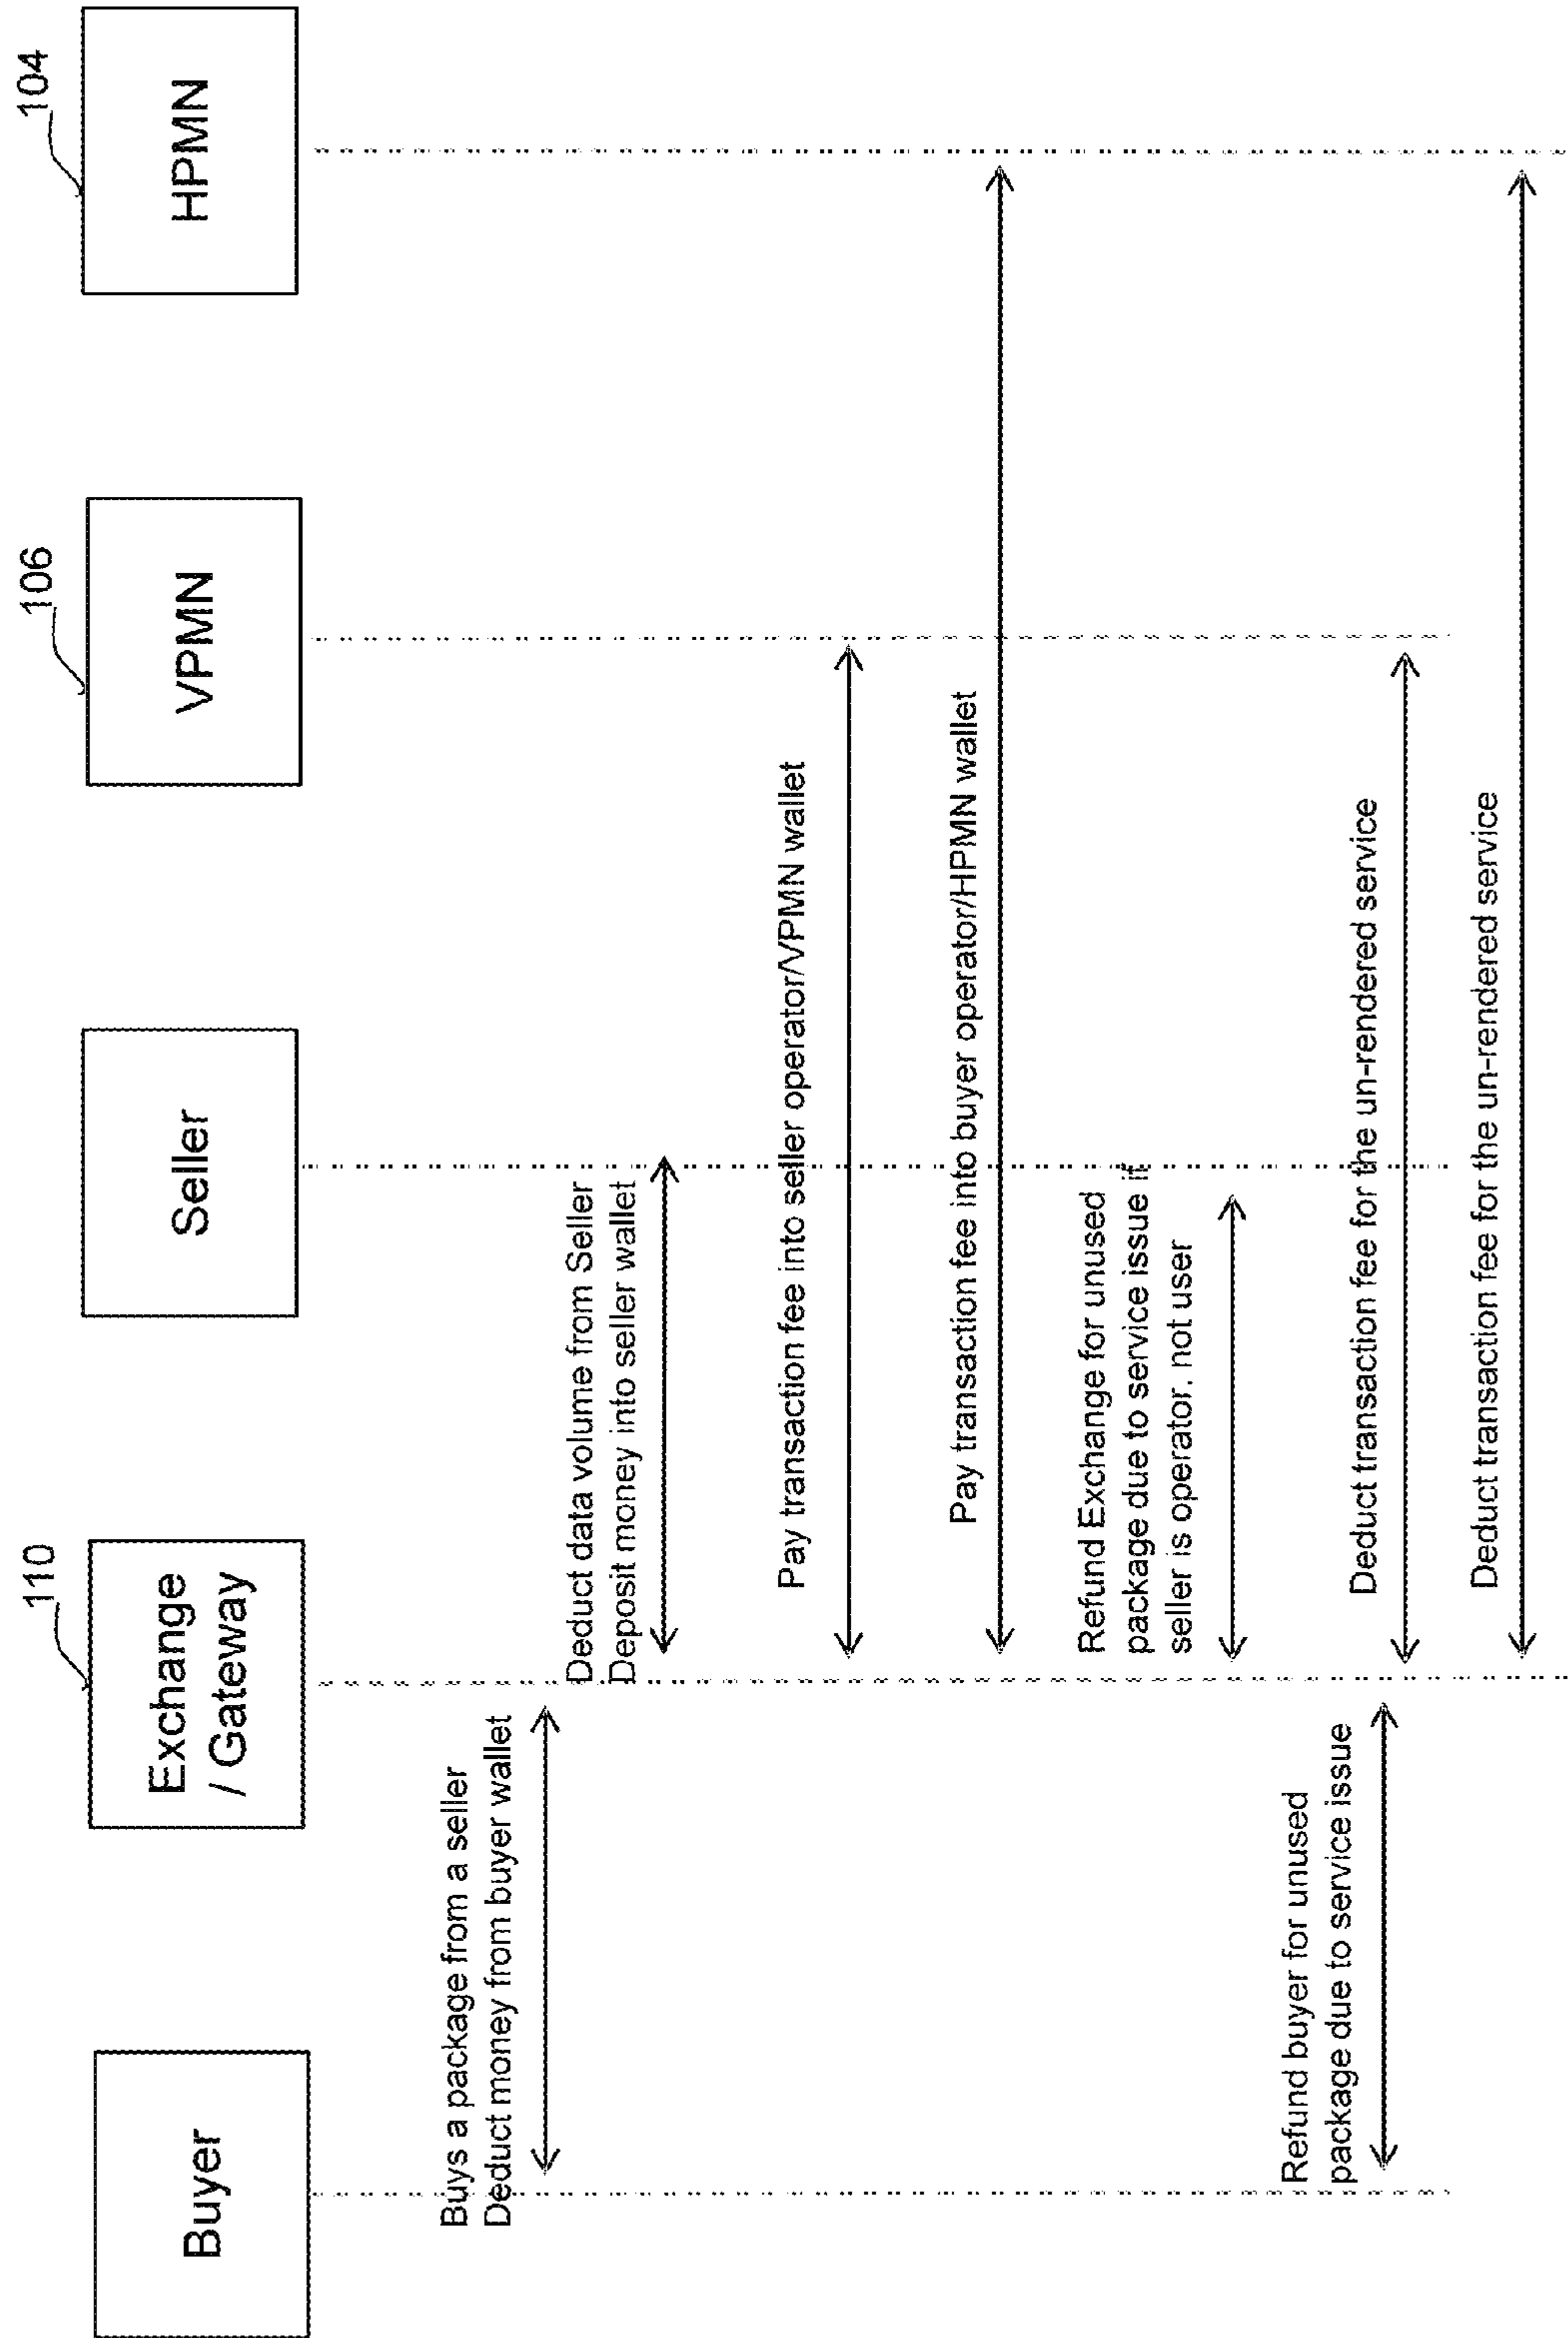 Buyer
110
Exchange
/ Gateway
Seller
106
VPMN
104
HPMN
Buys a package from a seller
Deduct money from buyer wallet
Deduct data volume from Seller
Deposit money into seller wallet
Pay transaction fee into seller operator/VPMN wallet
Pay transaction fee into buyer operator/HPMN wallet
Refund Exchange for unused
package due to service issue if
seller is operator, not user
Refund buyer for unused
package due to service issue
Deduct transaction fee for the un-rendered service
Deduct transaction fee for the un-rendered service